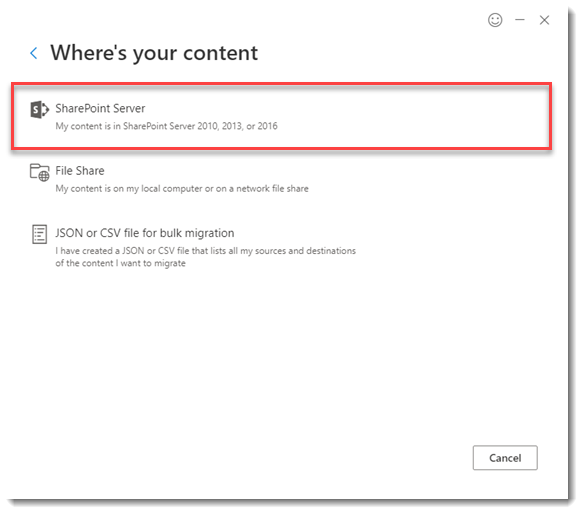 Where's your content
SharePoint Server
My content is in SharePoint Server 2010, 2013, or 2016
File Share
My content is on my local computer or on a network file share
JSON or CSV file for bulk migration
I have created a JSON or CSV file that lists all my sources and destinations
of the content I want to migrate
Cancel